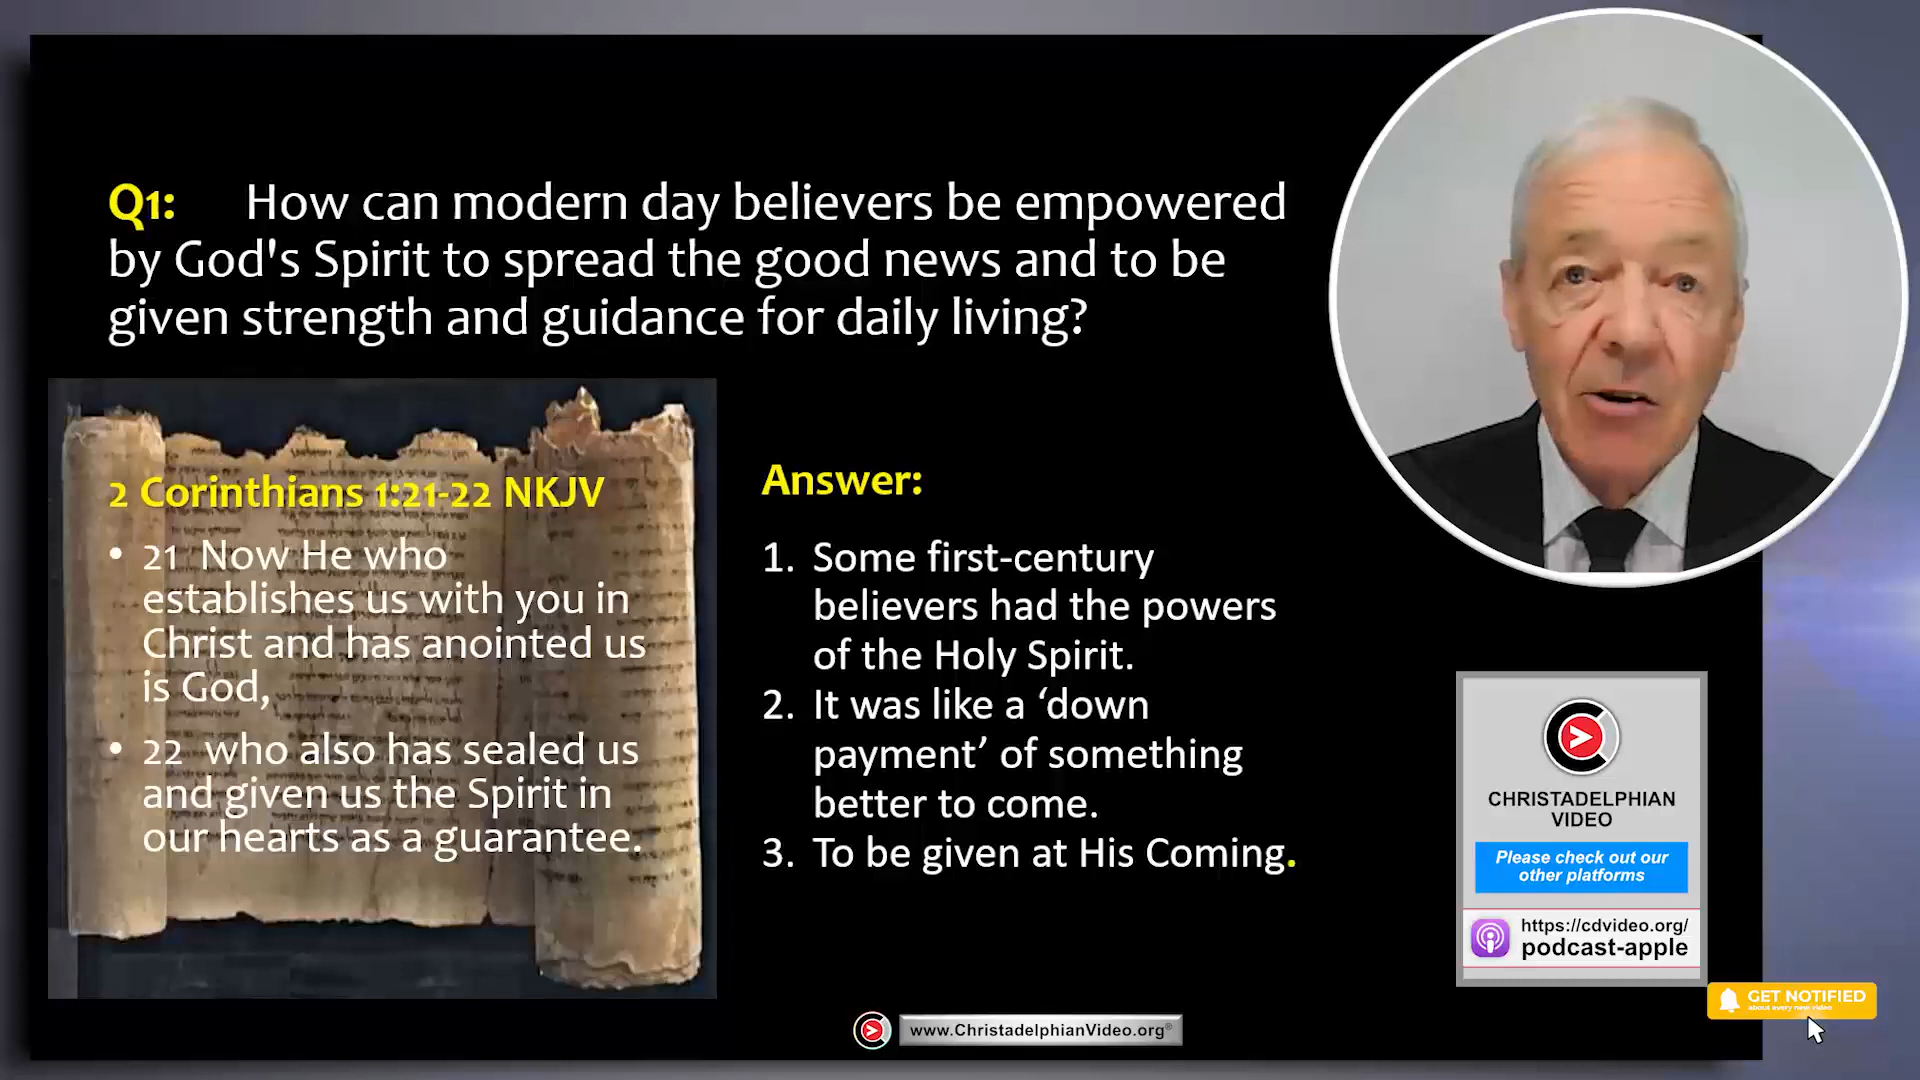 Q1: How can modern day believers be empowered
by God's Spirit to spread the good news and to be
given strength and guidance for daily living?
2 Corinthians 1:21-22 NKJV
• 21 Now He who
establishes us with you in
Christ and has anointed us
is God,
• 22 who also has sealed us
and given us the Spirit in
our hearts as a guarantee.
Answer:
1. Some first-century
believers had the powers
of the Holy Spirit.
2. It was like a ‘down
payment’ of something
better to come.
3. To be given at His Coming.
CHRISTADELPHIAN
VIDEO
Please check out our
other platforms
https://cdvideo.org/
podcast-apple
GET NOTIFIED
about every new video
www.ChristadelphianVideo.org®